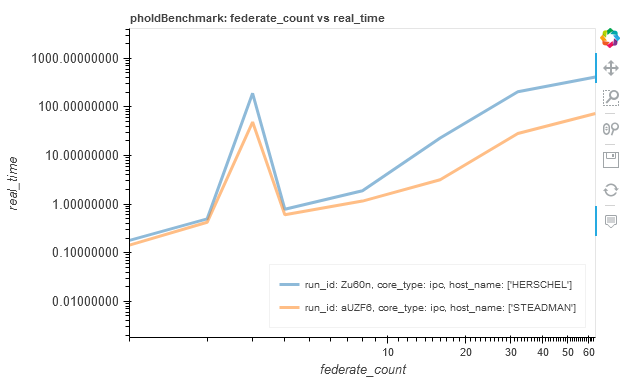 pholdBenchmark: federate_count vs real_time
1000.00000000
100.00000000
10.00000000
1.00000000
0.10000000
0.01000000
real_time
run_id: Zu60n, core_type: ipc, host_name: ['HERSCHEL']
run_id: aUZF6, core_type: ipc, host_name: ['STEADMAN']
10 20 30 40 50 60
federate_count